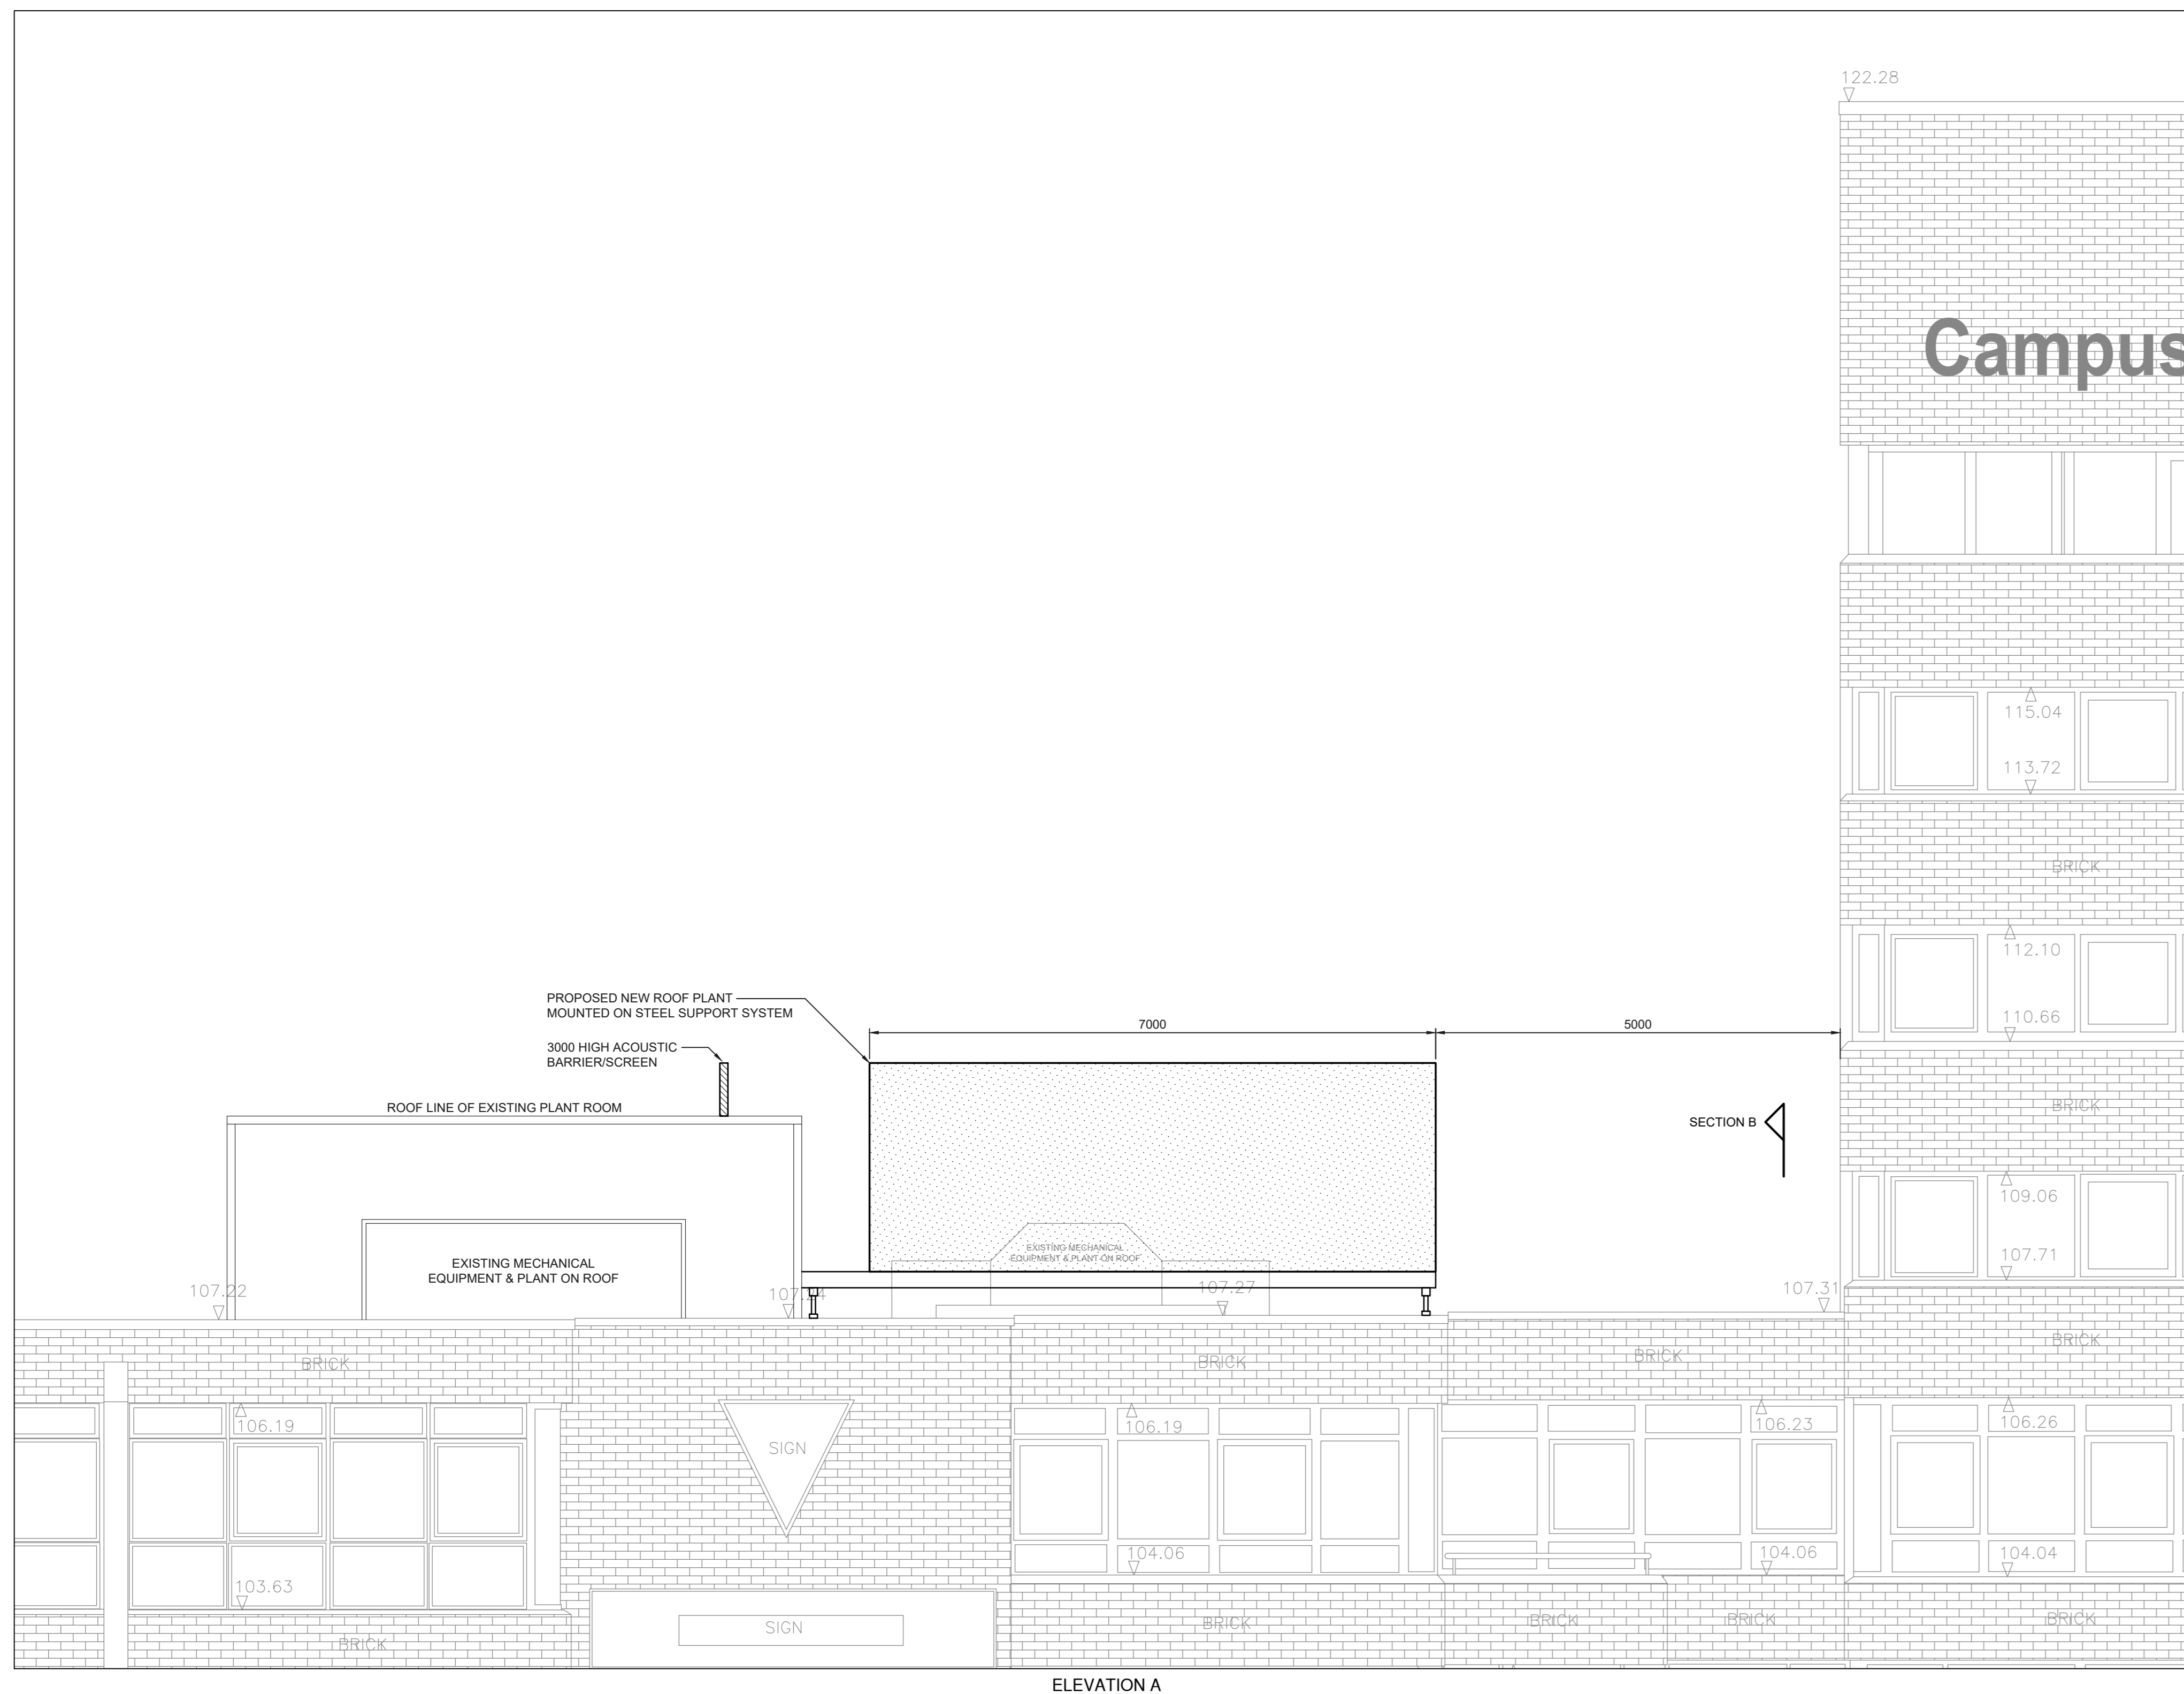 122.28
Campus
115.04
113.72
BRICK
112.10
PROPOSED NEW ROOF PLANT
MOUNTED ON STEEL SUPPORT SYSTEM
7000
5000
110.66
3000 HIGH ACOUSTIC
BARRIER/SCREEN
ROOF LINE OF EXISTING PLANT ROOM
BRICK
SECTION B
109.06
EXISTING MECHANICAL
EQUIPMENT & PLANT ON ROOF
EXISTING MECHANICAL
EQUIPMENT & PLANT ON ROOF
107.71
107.22
107.24
107.27
107.31
BRICK
BRICK
BRICK
BRICK
106.19
106.19
106.23
106.26
SIGN
104.06
104.06
104.04
103.63
SIGN
BRICK
BRICK
BRICK
BRICK
BRICK
ELEVATION A